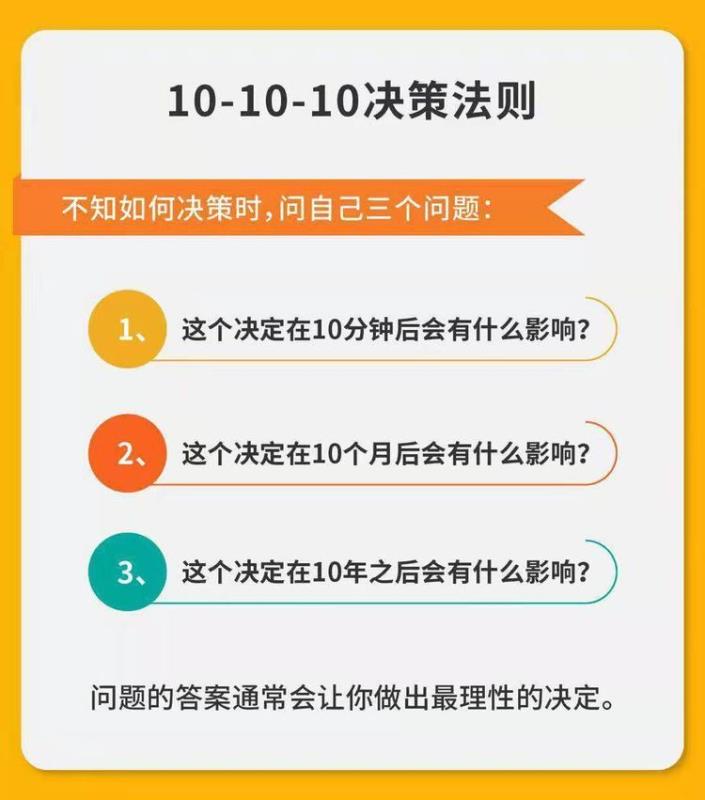 10-10-10决策法则
不知如何决策时,问自己三个问题:
1、这个决定在10分钟后会有什么影响?
2、这个决定在10个月后会有什么影响?
3、这个决定在10年之后会有什么影响?
问题的答案通常会让你做出最理性的决定。